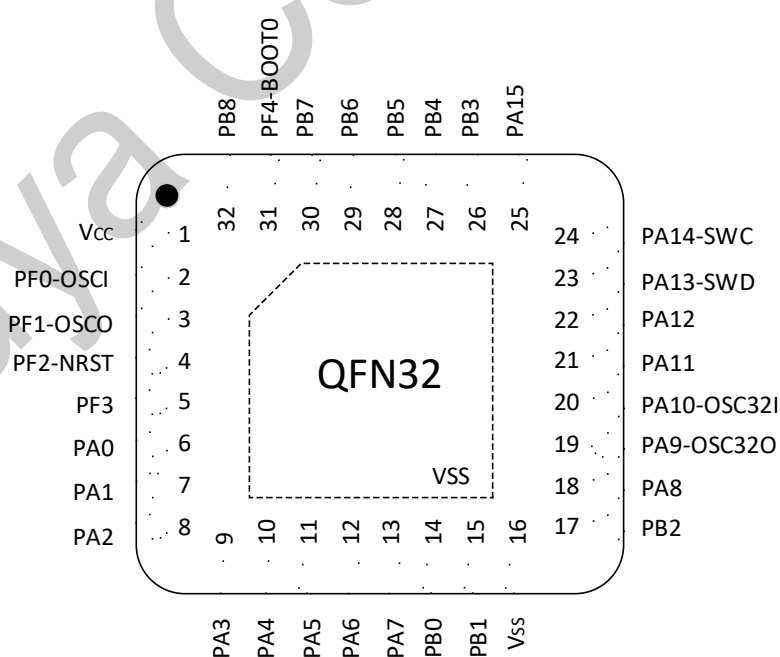 PB8 PF4-BOOT0 PB7 PB6 PB5 PB4 PB3 PA15
32 31 30 29 28 27 26 25
Vcc 1 24 PA14-SWC
PF0-OSCI 2 23 PA13-SWD
PF1-OSCO 3 22 PA12
PF2-NRST 4 21 PA11
PF3 5 20 PA10-OSC32I
PA0 6 19 PA9-OSC32O
PA1 7 18 PA8
PA2 8 17 PB2
QFN32
VSS
9 10 11 12 13 14 15 16
PA3 PA4 PA5 PA6 PA7 PB0 PB1 Vss